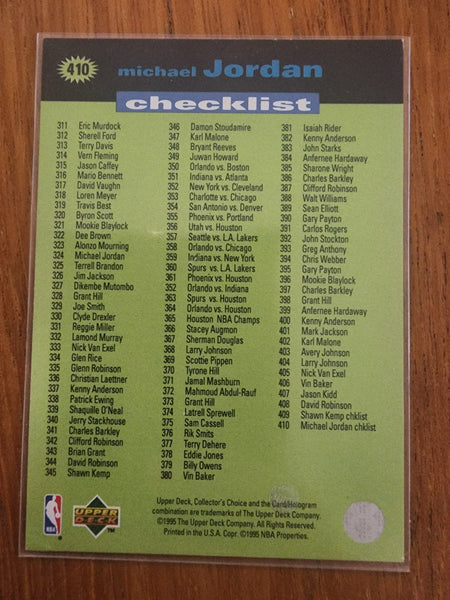 410
michael Jordan
checklist
311 Eric Murdock
312 Sherell Ford
313 Terry Davis
314 Vern Fleming
315 Jason Caffey
316 Mario Bennett
317 David Vaughn
318 Loren Meyer
319 Travis Best
320 Byron Scott
321 Mookie Blaylock
322 Dee Brown
323 Alonzo Mourning
324 Michael Jordan
325 Terrell Brandon
326 Jim Jackson
327 Dikembe Mutombo
328 Grant Hill
329 Joe Smith
330 Clyde Drexler
331 Reggie Miller
332 Lamond Murray
333 Nick Van Exel
334 Glen Rice
335 Glenn Robinson
336 Christian Laettner
337 Kenny Anderson
338 Patrick Ewing
339 Shaquille O'Neal
340 Jerry Stackhouse
341 Charles Barkley
342 Clifford Robinson
343 Brian Grant
344 David Robinson
345 Shawn Kemp
346 Damon Stoudamire
347 Karl Malone
348 Bryant Reeves
349 Juwan Howard
350 Orlando vs. Boston
351 Indiana vs. Atlanta
352 New York vs. Cleveland
353 Charlotte vs. Chicago
354 San Antonio vs. Denver
355 Phoenix vs. Portland
356 Utah vs. Houston
357 Seattle vs. L.A. Lakers
358 Orlando vs. Chicago
359 Indiana vs. New York
360 Spurs vs. L.A. Lakers
361 Phoenix vs. Houston
352 Orlando vs. Indiana
363 Spurs vs. Houston
364 Orlando vs. Houston
365 Houston NBA Champs
366 Stacey Augmon
367 Sherman Douglas
368 Larry Johnson
369 Scottie Pippen
370 Tyrone Hill
371 Jamal Mashburn
372 Mahmoud Abdul-Rauf
373 Grant Hill
374 Latrell Sprewell
375 Sam Cassell
376 Rik Smits
377 Terry Dehere
378 Eddie Jones
379 Billy Owens
380 Vin Baker
381 Isaiah Rider
382 Kenny Anderson
383 John Starks
384 Anfernee Hardaway
385 Sharone Wright
386 Charles Barkley
387 Clifford Robinson
388 Walt Williams
389 Sean Elliott
390 Gary Payton
391 Carlos Rogers
392 John Stockton
393 Greg Anthony
394 Chris Webber
395 Gary Payton
396 Mookie Blaylock
397 Charles Barkley
398 Grant Hill
399 Anfernee Hardaway
400 Kenny Anderson
401 Mark Jackson
402 Karl Malone
402 Avery Johnson
404 Larry Johnson
405 Nick Van Exel
406 Vin Baker
407 Jason Kidd
408 David Robinson
409 Shawn Kemp chklist
410 Michael Jordan chklist
NBA
UPPER DECK
TM
Upper Deck, Collector's Choice and the Card/Hologram
combination are trademarks of The Upper Deck Company.
©1995 The Upper Deck Company. All Rights Reserved.
Printed in the U.S.A. Copr. ©1995 NBA Properties.